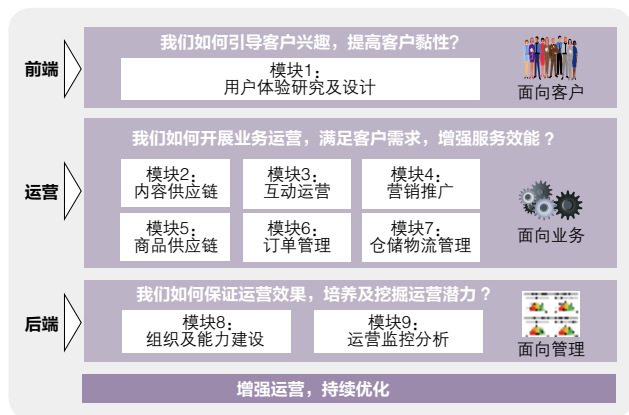 前端
我们如何引导客户兴趣，提高客户黏性？
模块1：
用户体验研究及设计
面向客户
运营
我们如何开展业务运营，满足客户需求，增强服务效能？
模块2：
内容供应链
模块3：
互动运营
模块4：
营销推广
模块5：
商品供应链
模块6：
订单管理
模块7：
仓储物流管理
面向业务
后端
我们如何保证运营效果，培养及挖掘运营潜力？
模块8：
组织及能力建设
模块9：
运营监控分析
面向管理
增强运营，持续优化